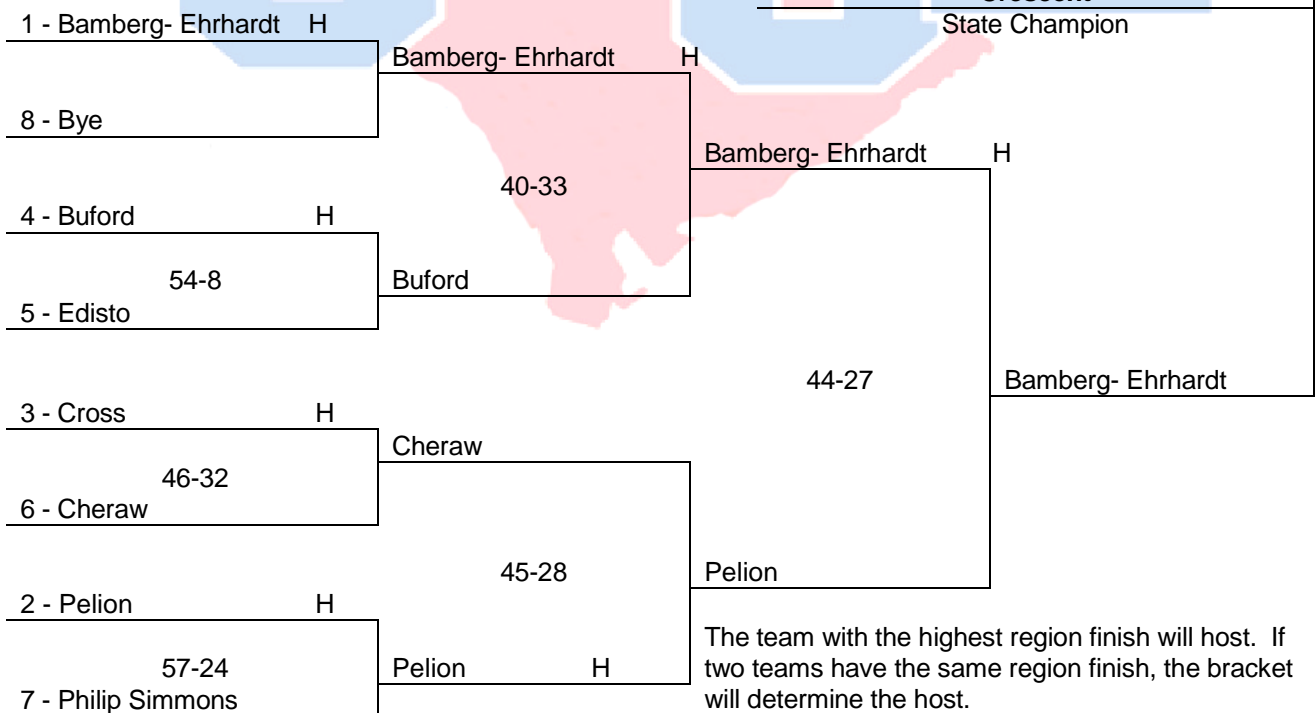 Crescent
State Champion
1 - Bamberg- Ehrhardt H
Bamberg- Ehrhardt H
8 - Bye
Bamberg- Ehrhardt H
40-33
4 - Buford H
54-8
Buford
5 - Edisto
44-27
Bamberg- Ehrhardt
3 - Cross H
Cheraw
46-32
6 - Cheraw
45-28
Pelion
2 - Pelion H
57-24
Pelion H
7 - Philip Simmons
The team with the highest region finish will host. If
two teams have the same region finish, the bracket
will determine the host.